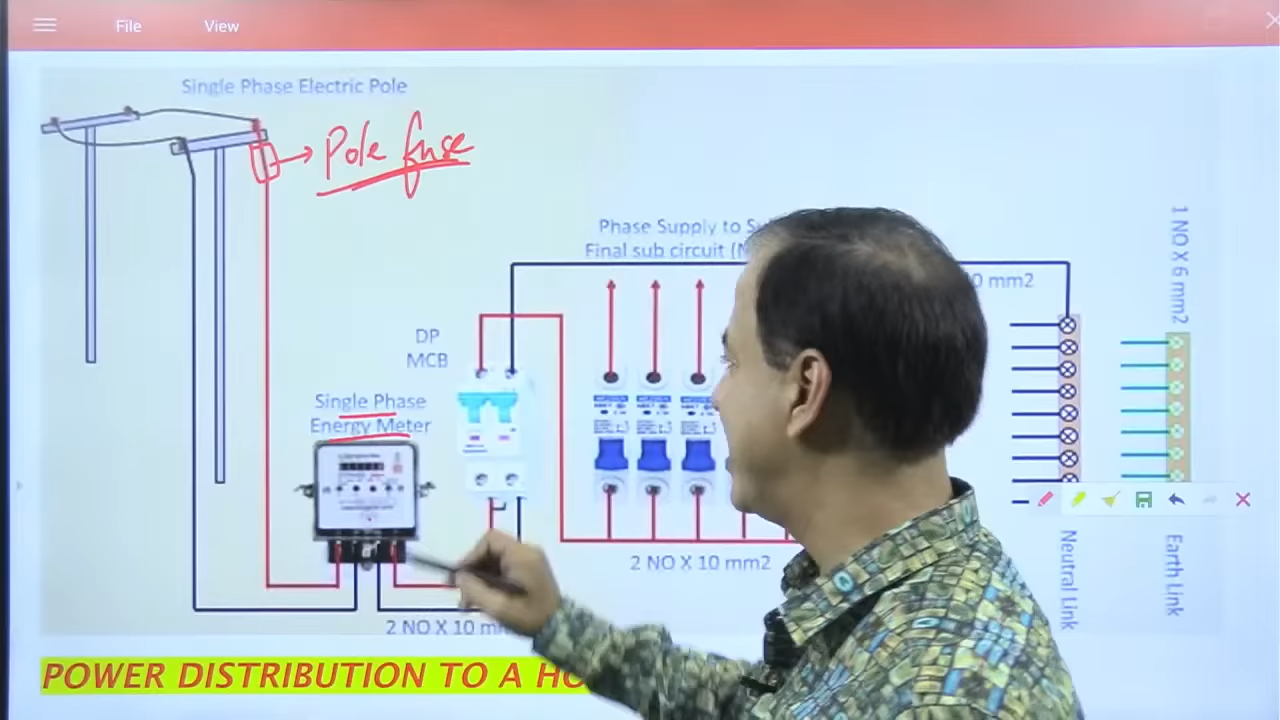 File
View
Single Phase Electric Pole
Pole fuse
Phase Supply to
Final sub circuit
mm2
1 NO X 6 mm2
DP
MCB
Single Phase
Energy Meter
2 NO X 10 mm2
Neutral Link
Earth Link
2 NO X 10
POWER DISTRIBUTION TO A